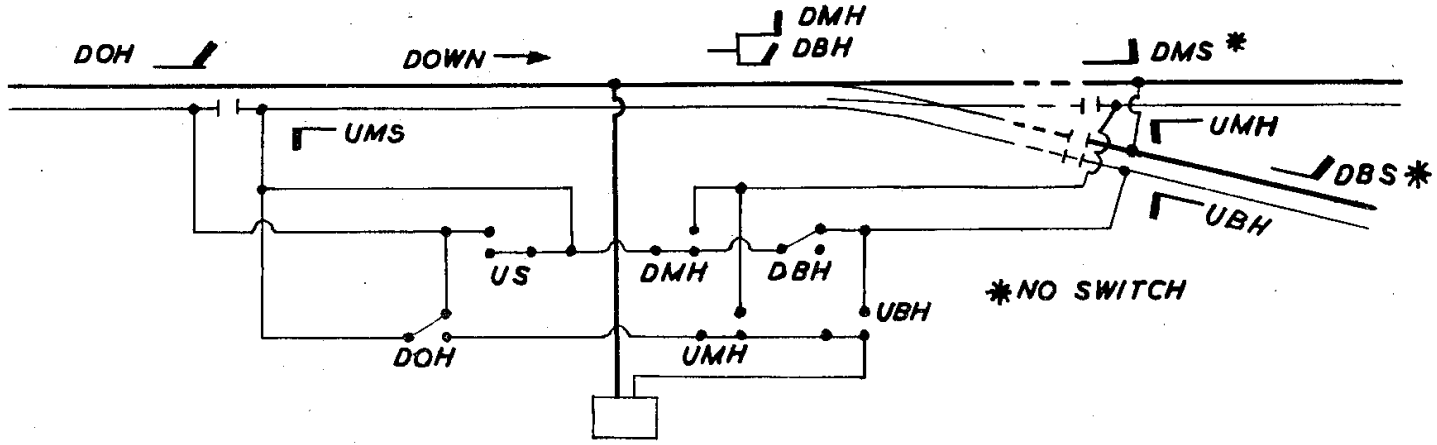 DOH
DOWN
DMH
DBH
DMS *
UMS
UMH
DBS *
UBH
US
DMH
DBH
* NO SWITCH
UBH
DOH
UMH